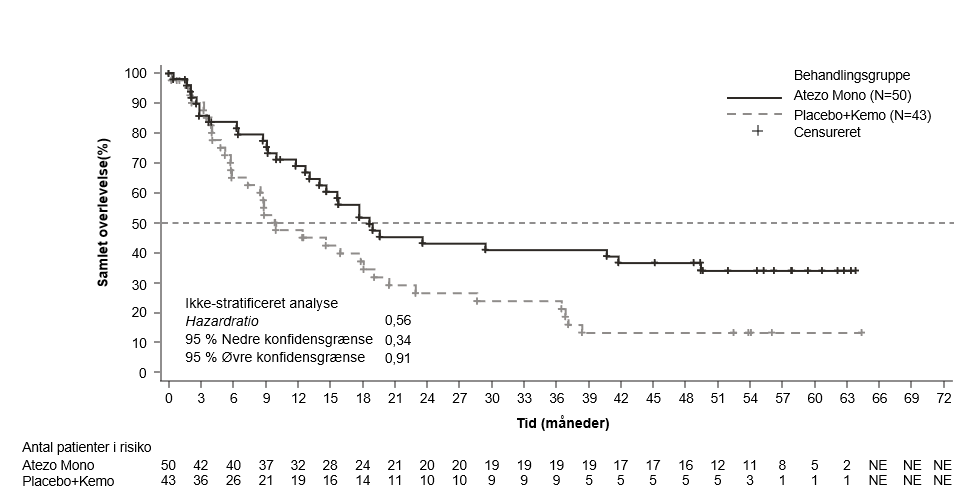 Behandlingsgruppe
Atezo Mono (N=50)
Placebo+Kemo (N=43)
Censureret
Samlet overlevelse(%)
100
90
80
70
60
50
40
30
20
10
0
Ikke-stratificeret analyse
Hazardratio 0,56
95 % Nedre konfidensgrænse 0,34
95 % Øvre konfidensgrænse 0,91
0 3 6 9 12 15 18 21 24 27 30 33 36 39 42 45 48 51 54 57 60 63 66 69 72
Tid (måneder)
Antal patienter i risiko
Atezo Mono 50 42 40 37 32 28 24 21 20 20 19 19 19 19 17 17 16 12 11 8 5 2 NE NE NE
Placebo+Kemo 43 36 26 21 19 16 14 11 10 10 9 9 9 5 5 5 5 5 3 1 1 1 NE NE NE